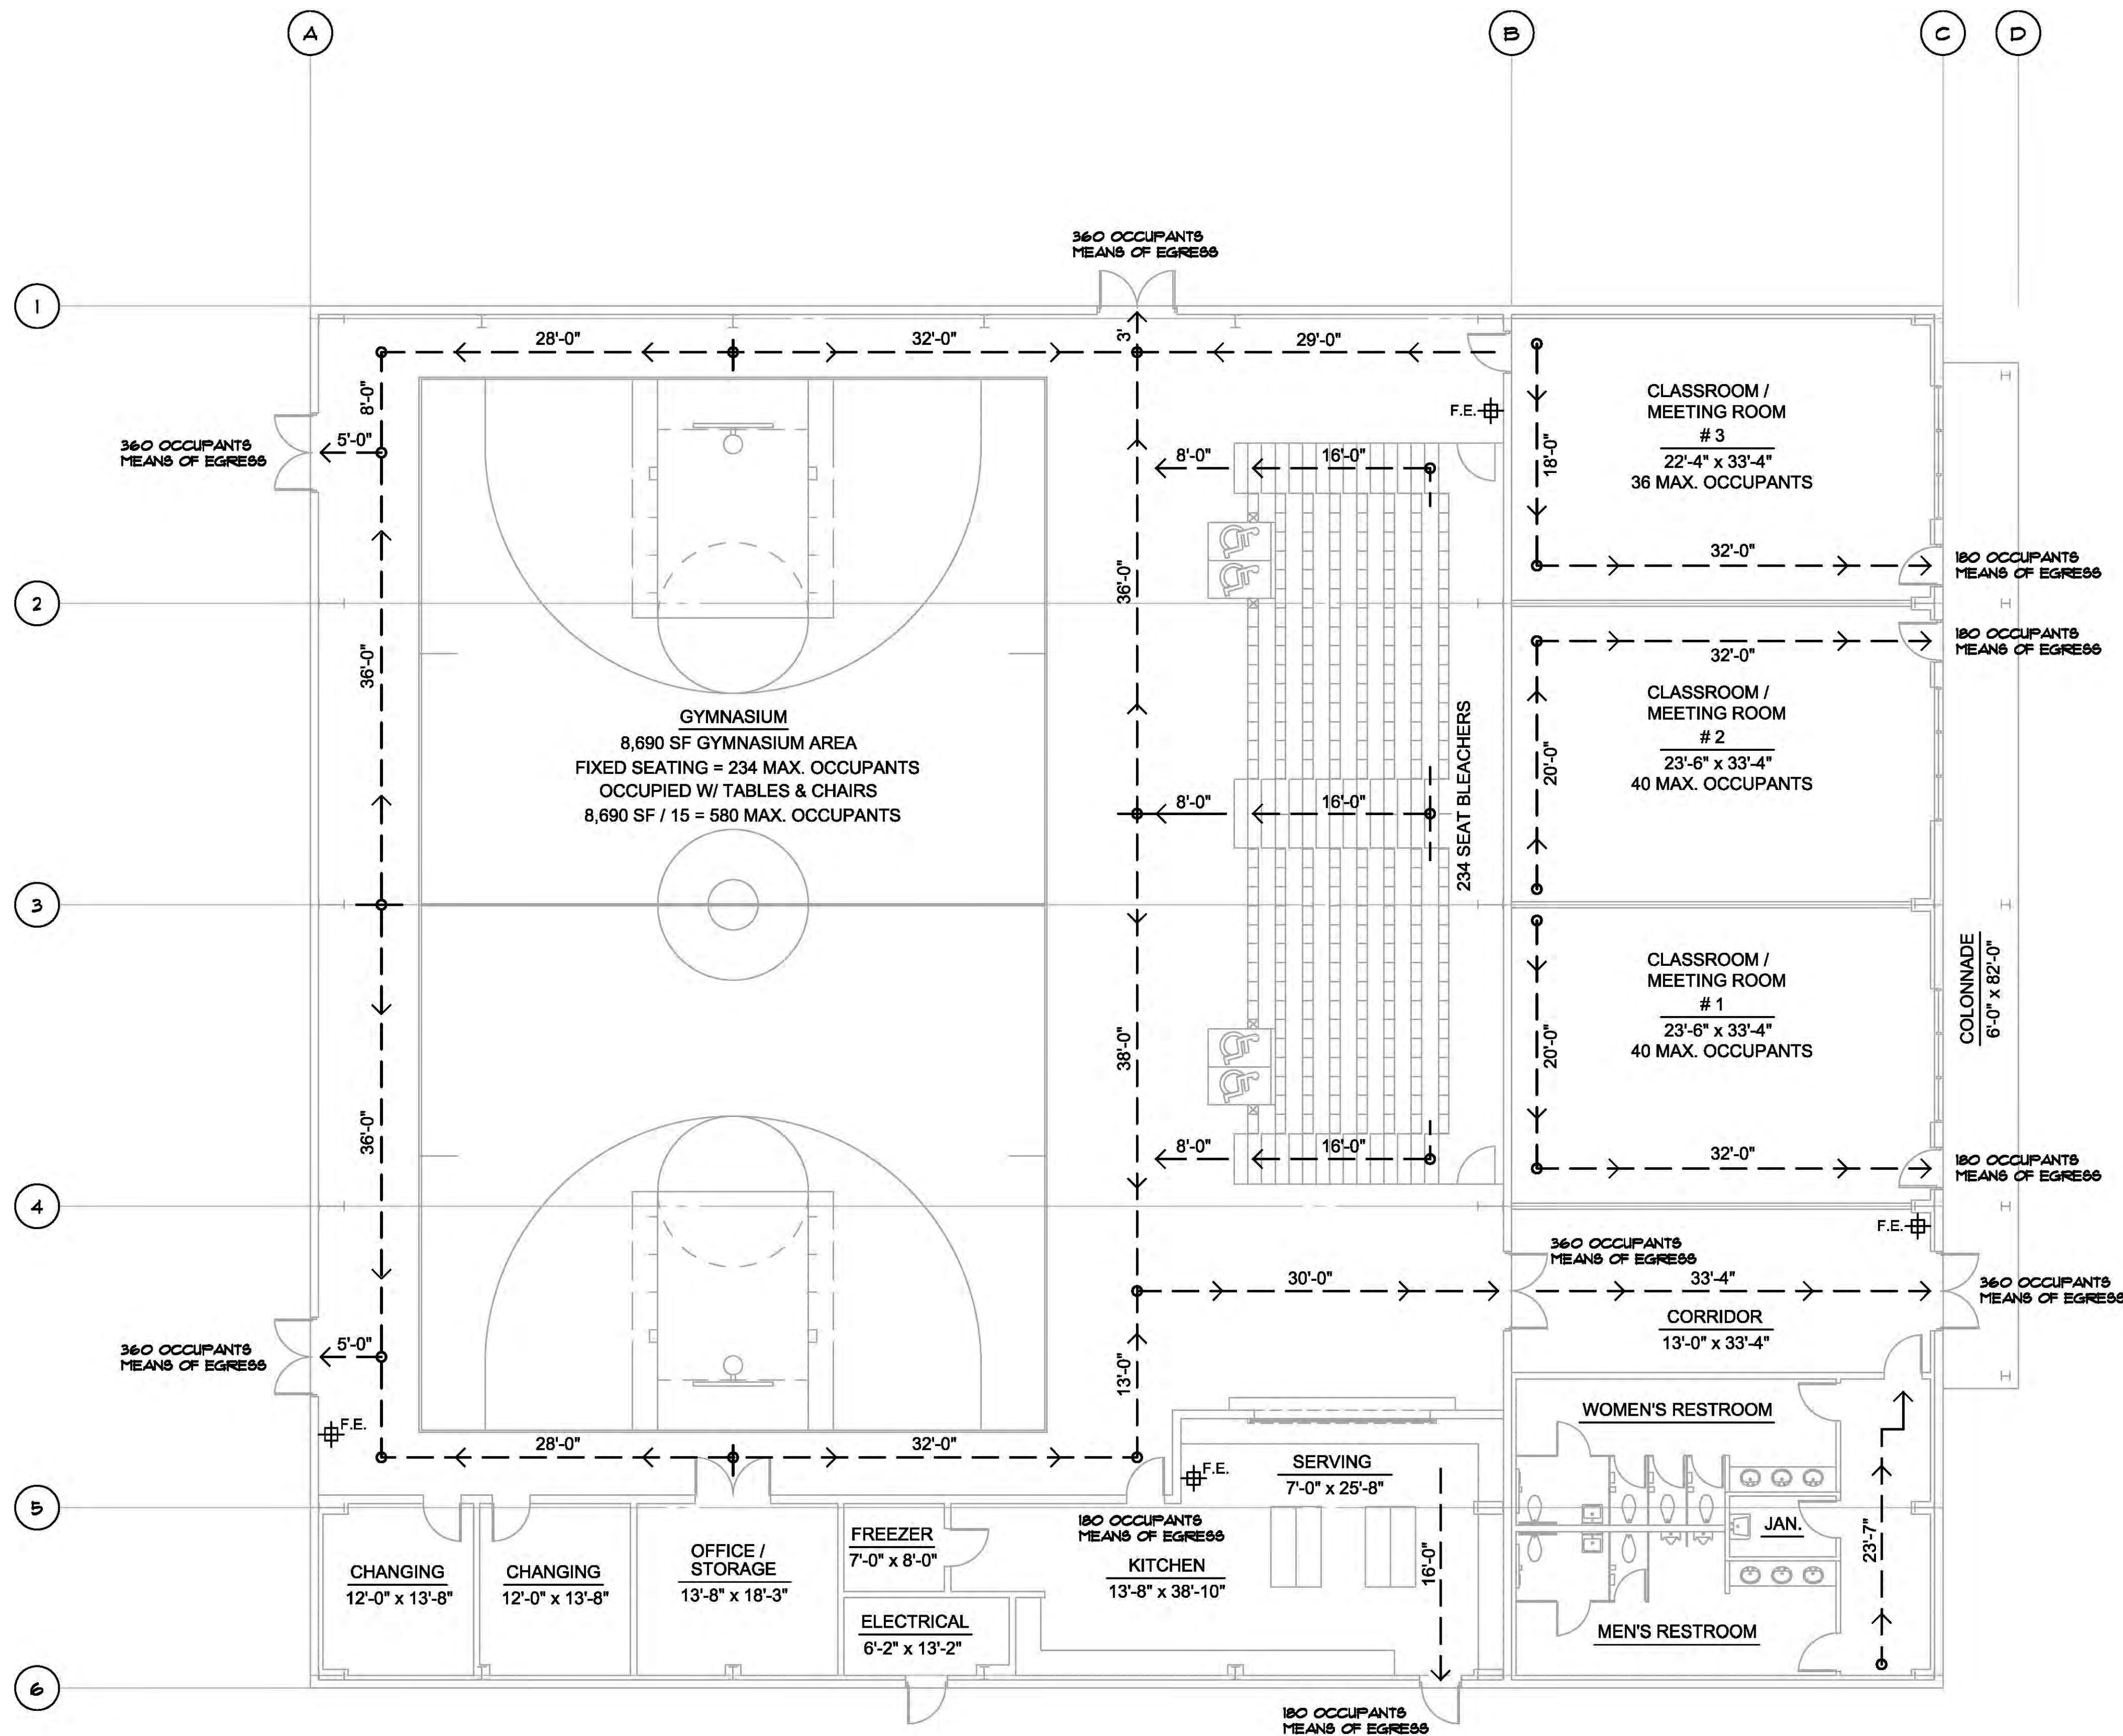 A
B
C
D
360 OCCUPANTS
MEANS OF EGRESS
1
28'-0"
32'-0"
3'
29'-0"
8'-0"
5'-0"
360 OCCUPANTS
MEANS OF EGRESS
F.E.
CLASSROOM /
MEETING ROOM
# 3
22'-4" x 33'-4"
36 MAX. OCCUPANTS
18'-0"
8'-0"
16'-0"
32'-0"
180 OCCUPANTS
MEANS OF EGRESS
36'-0"
2
36'-0"
180 OCCUPANTS
MEANS OF EGRESS
32'-0"
CLASSROOM /
MEETING ROOM
# 2
23'-6" x 33'-4"
40 MAX. OCCUPANTS
20'-0"
GYMNASIUM
8,690 SF GYMNASIUM AREA
FIXED SEATING = 234 MAX. OCCUPANTS
OCCUPIED W/ TABLES & CHAIRS
8,690 SF / 15 = 580 MAX. OCCUPANTS
8'-0"
16'-0"
234 SEAT BLEACHERS
3
CLASSROOM /
MEETING ROOM
# 1
23'-6" x 33'-4"
40 MAX. OCCUPANTS
20'-0"
COLONNADE
6'-0" x 82'-0"
38'-0"
36'-0"
8'-0"
16'-0"
32'-0"
180 OCCUPANTS
MEANS OF EGRESS
4
F.E.
360 OCCUPANTS
MEANS OF EGRESS
30'-0"
33'-4"
360 OCCUPANTS
MEANS OF EGRESS
CORRIDOR
13'-0" x 33'-4"
5'-0"
360 OCCUPANTS
MEANS OF EGRESS
13'-0"
F.E.
WOMEN'S RESTROOM
28'-0"
32'-0"
F.E.
SERVING
7'-0" x 25'-8"
5
180 OCCUPANTS
MEANS OF EGRESS
FREEZER
7'-0" x 8'-0"
JAN.
23'-7"
OFFICE /
STORAGE
13'-8" x 18'-3"
CHANGING
12'-0" x 13'-8"
CHANGING
12'-0" x 13'-8"
KITCHEN
13'-8" x 38'-10"
16'-0"
ELECTRICAL
6'-2" x 13'-2"
MEN'S RESTROOM
6
180 OCCUPANTS
MEANS OF EGRESS